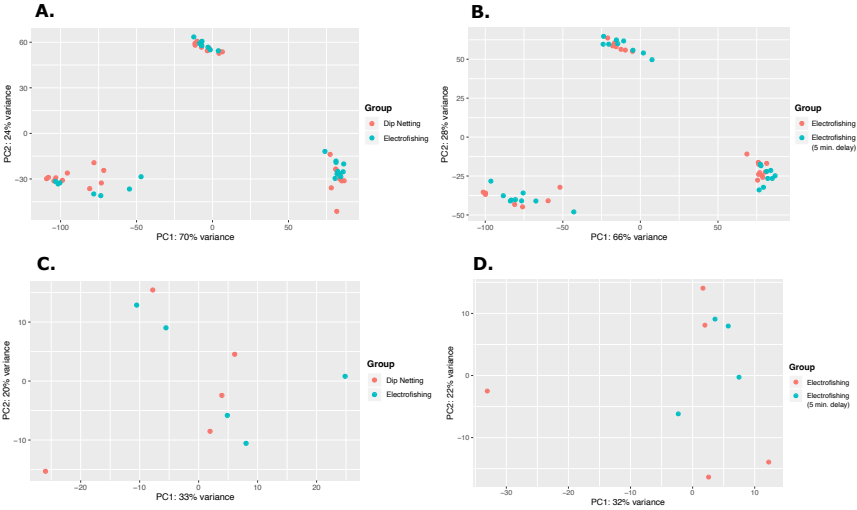 A.
60
30
0
−30
PC2: 24% variance
−100
−50
0
50
PC1: 70% variance
Group
Dip Netting
Electrofishing
B.
50
25
0
−25
−50
PC2: 28% variance
−100
−50
0
50
PC1: 66% variance
Group
Electrofishing
Electrofishing
(5 min. delay)
C.
10
0
−10
PC2: 20% variance
−20
−10
0
10
20
PC1: 33% variance
Group
Dip Netting
Electrofishing
D.
10
0
−10
PC2: 22% variance
−30
−20
−10
0
10
PC1: 32% variance
Group
Electrofishing
Electrofishing
(5 min. delay)